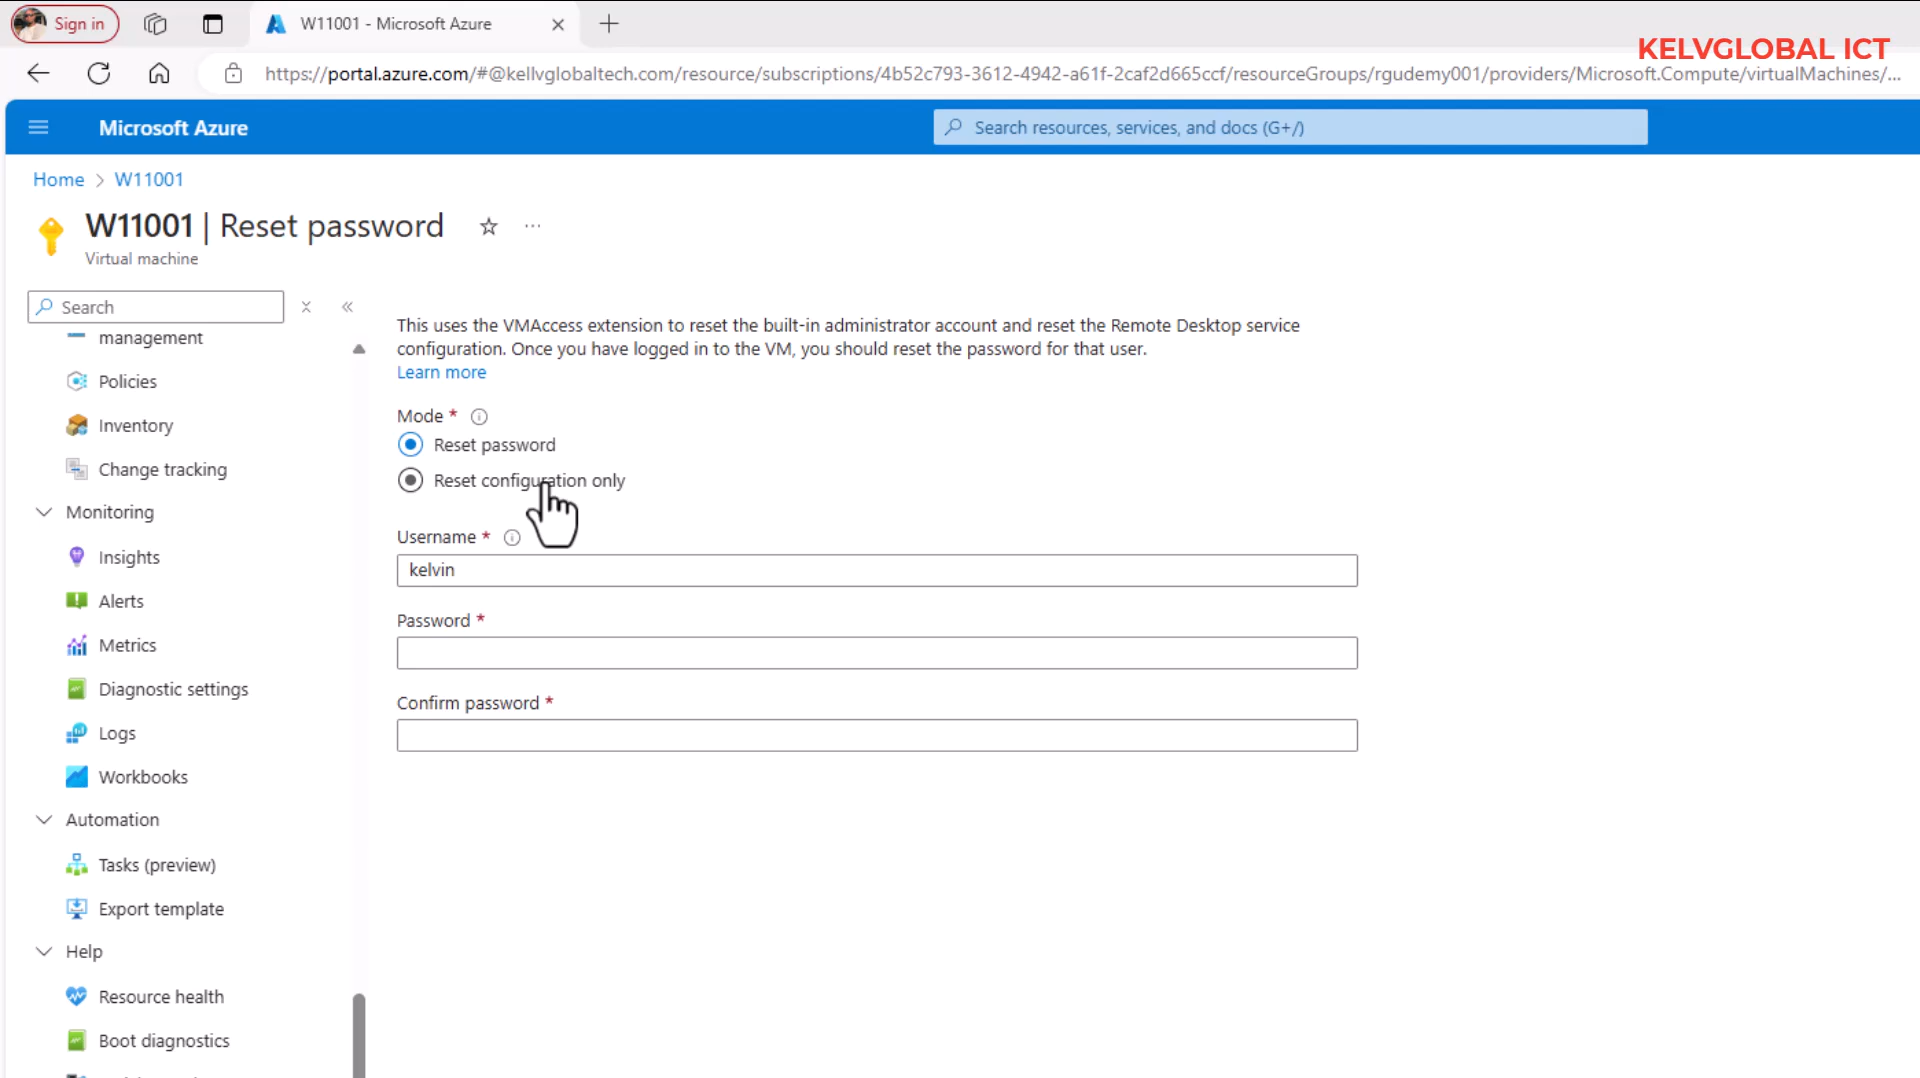 Sign in
W11001 - Microsoft Azure
KELVGLOBAL ICT
https://portal.azure.com/#@kellvglobaltech.com/resource/subscriptions/4b52c793-3612-4942-a61f-2caf2d665ccf/resourceGroups/rgudemy001/providers/Microsoft.Compute/virtualMachines/...
Microsoft Azure
Search resources, services, and docs (G+/)
Home > W11001
W11001 | Reset password
Virtual machine
Search
management
Policies
Inventory
Change tracking
Monitoring
Insights
Alerts
Metrics
Diagnostic settings
Logs
Workbooks
Automation
Tasks (preview)
Export template
Help
Resource health
Boot diagnostics
This uses the VMAccess extension to reset the built-in administrator account and reset the Remote Desktop service
configuration. Once you have logged in to the VM, you should reset the password for that user.
Learn more
Mode *
Reset password
Reset configuration only
Username *
kelvin
Password *
Confirm password *